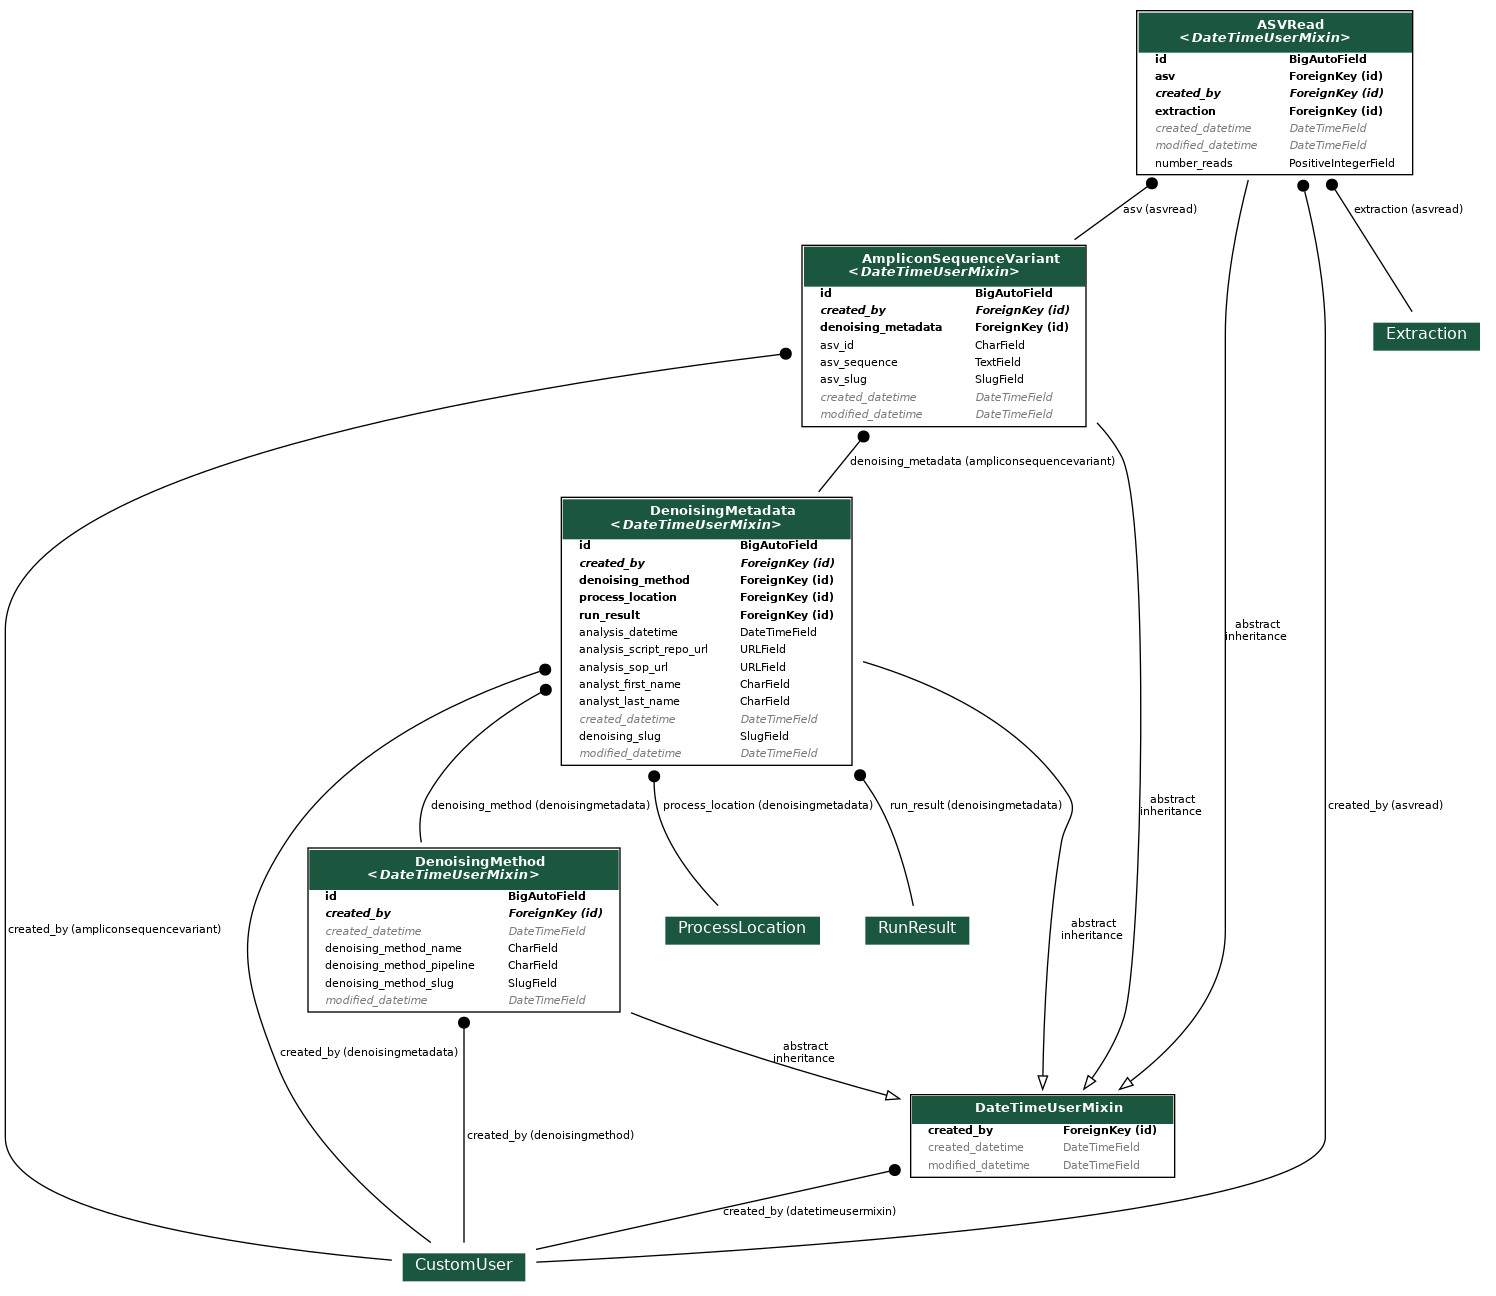 ASVRead
<DateTimeUserMixin>
id BigAutoField
asv ForeignKey (id)
created_by ForeignKey (id)
extraction ForeignKey (id)
created_datetime DateTimeField
modified_datetime DateTimeField
number_reads PositiveIntegerField
asv (asvread)
extraction (asvread)
AmpliconSequenceVariant
<DateTimeUserMixin>
id BigAutoField
created_by ForeignKey (id)
denoising_metadata ForeignKey (id)
asv_id CharField
asv_sequence TextField
asv_slug SlugField
created_datetime DateTimeField
modified_datetime DateTimeField
Extraction
denoising_metadata (ampliconsequencevariant)
DenoisingMetadata
<DateTimeUserMixin>
id BigAutoField
created_by ForeignKey (id)
denoising_method ForeignKey (id)
process_location ForeignKey (id)
run_result ForeignKey (id)
analysis_datetime DateTimeField
analysis_script_repo_url URLField
analysis_sop_url URLField
analyst_first_name CharField
analyst_last_name CharField
created_datetime DateTimeField
denoising_slug SlugField
modified_datetime DateTimeField
abstract
inheritance
denoising_method (denoisingmetadata)
process_location (denoisingmetadata)
run_result (denoisingmetadata)
abstract
inheritance
created_by (asvread)
DenoisingMethod
<DateTimeUserMixin>
id BigAutoField
created_by ForeignKey (id)
created_datetime DateTimeField
denoising_method_name CharField
denoising_method_pipeline CharField
denoising_method_slug SlugField
modified_datetime DateTimeField
ProcessLocation
RunResult
abstract
inheritance
created_by (ampliconsequencevariant)
created_by (denoisingmetadata)
abstract
inheritance
DateTimeUserMixin
created_by ForeignKey (id)
created_datetime DateTimeField
modified_datetime DateTimeField
created_by (denoisingmethod)
created_by (datetimeusermixin)
CustomUser